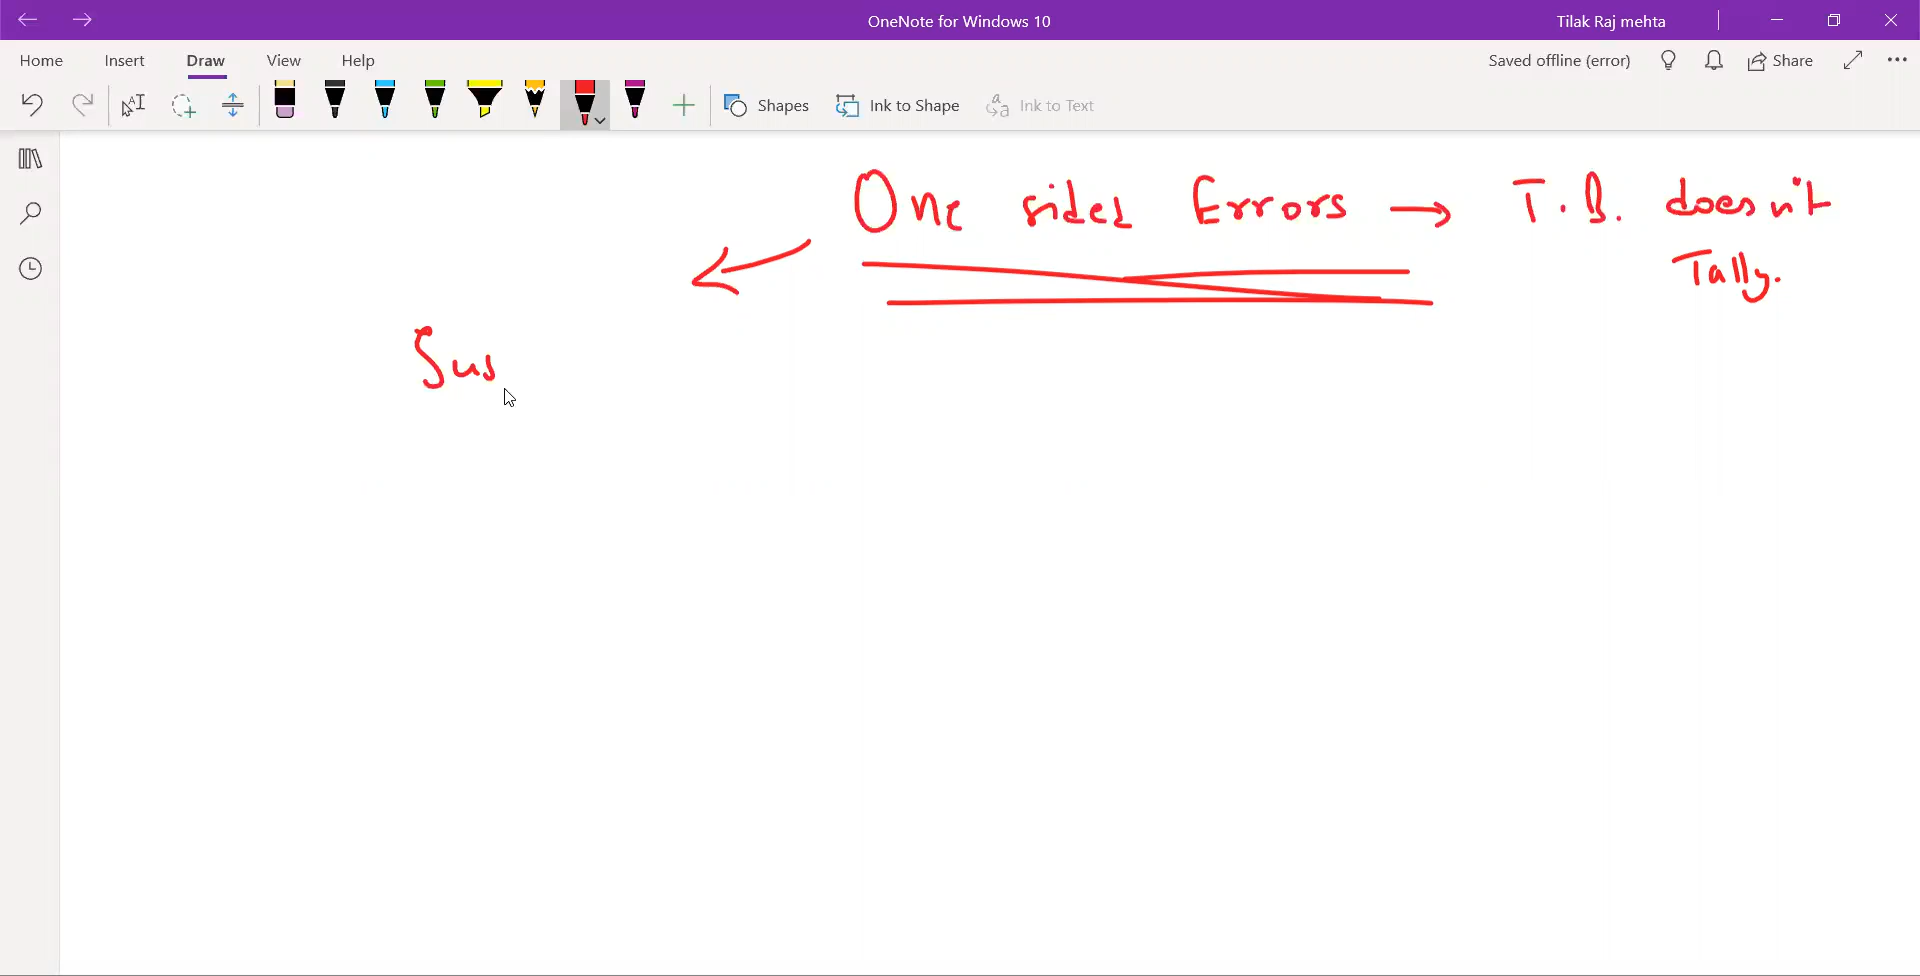 OneNote for Windows 10
Tilak Raj mehta
Home Insert Draw View Help
Saved offline (error)
Share
Shapes
Ink to Shape
Ink to Text
One sided Errors → T.B. doesn't
Tally.
Sus